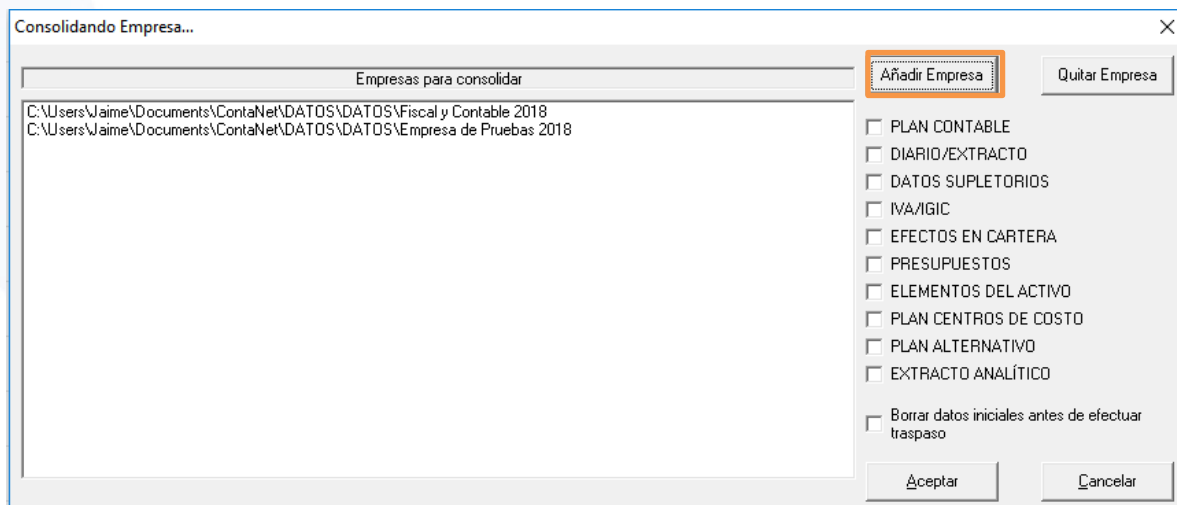 Consolidando Empresa...
Empresas para consolidar
Añadir Empresa
Quitar Empresa
C:\Users\Jaime\Documents\ContaNet\DATOS\DATOS\Fiscal y Contable 2018
C:\Users\Jaime\Documents\ContaNet\DATOS\DATOS\Empresa de Pruebas 2018
PLAN CONTABLE
DIARIO/EXTRACTO
DATOS SUPLETORIOS
IVA/IGIC
EFECTOS EN CARTERA
PRESUPUESTOS
ELEMENTOS DEL ACTIVO
PLAN CENTROS DE COSTO
PLAN ALTERNATIVO
EXTRACTO ANALÍTICO
Borrar datos iniciales antes de efectuar
traspaso
Aceptar
Cancelar